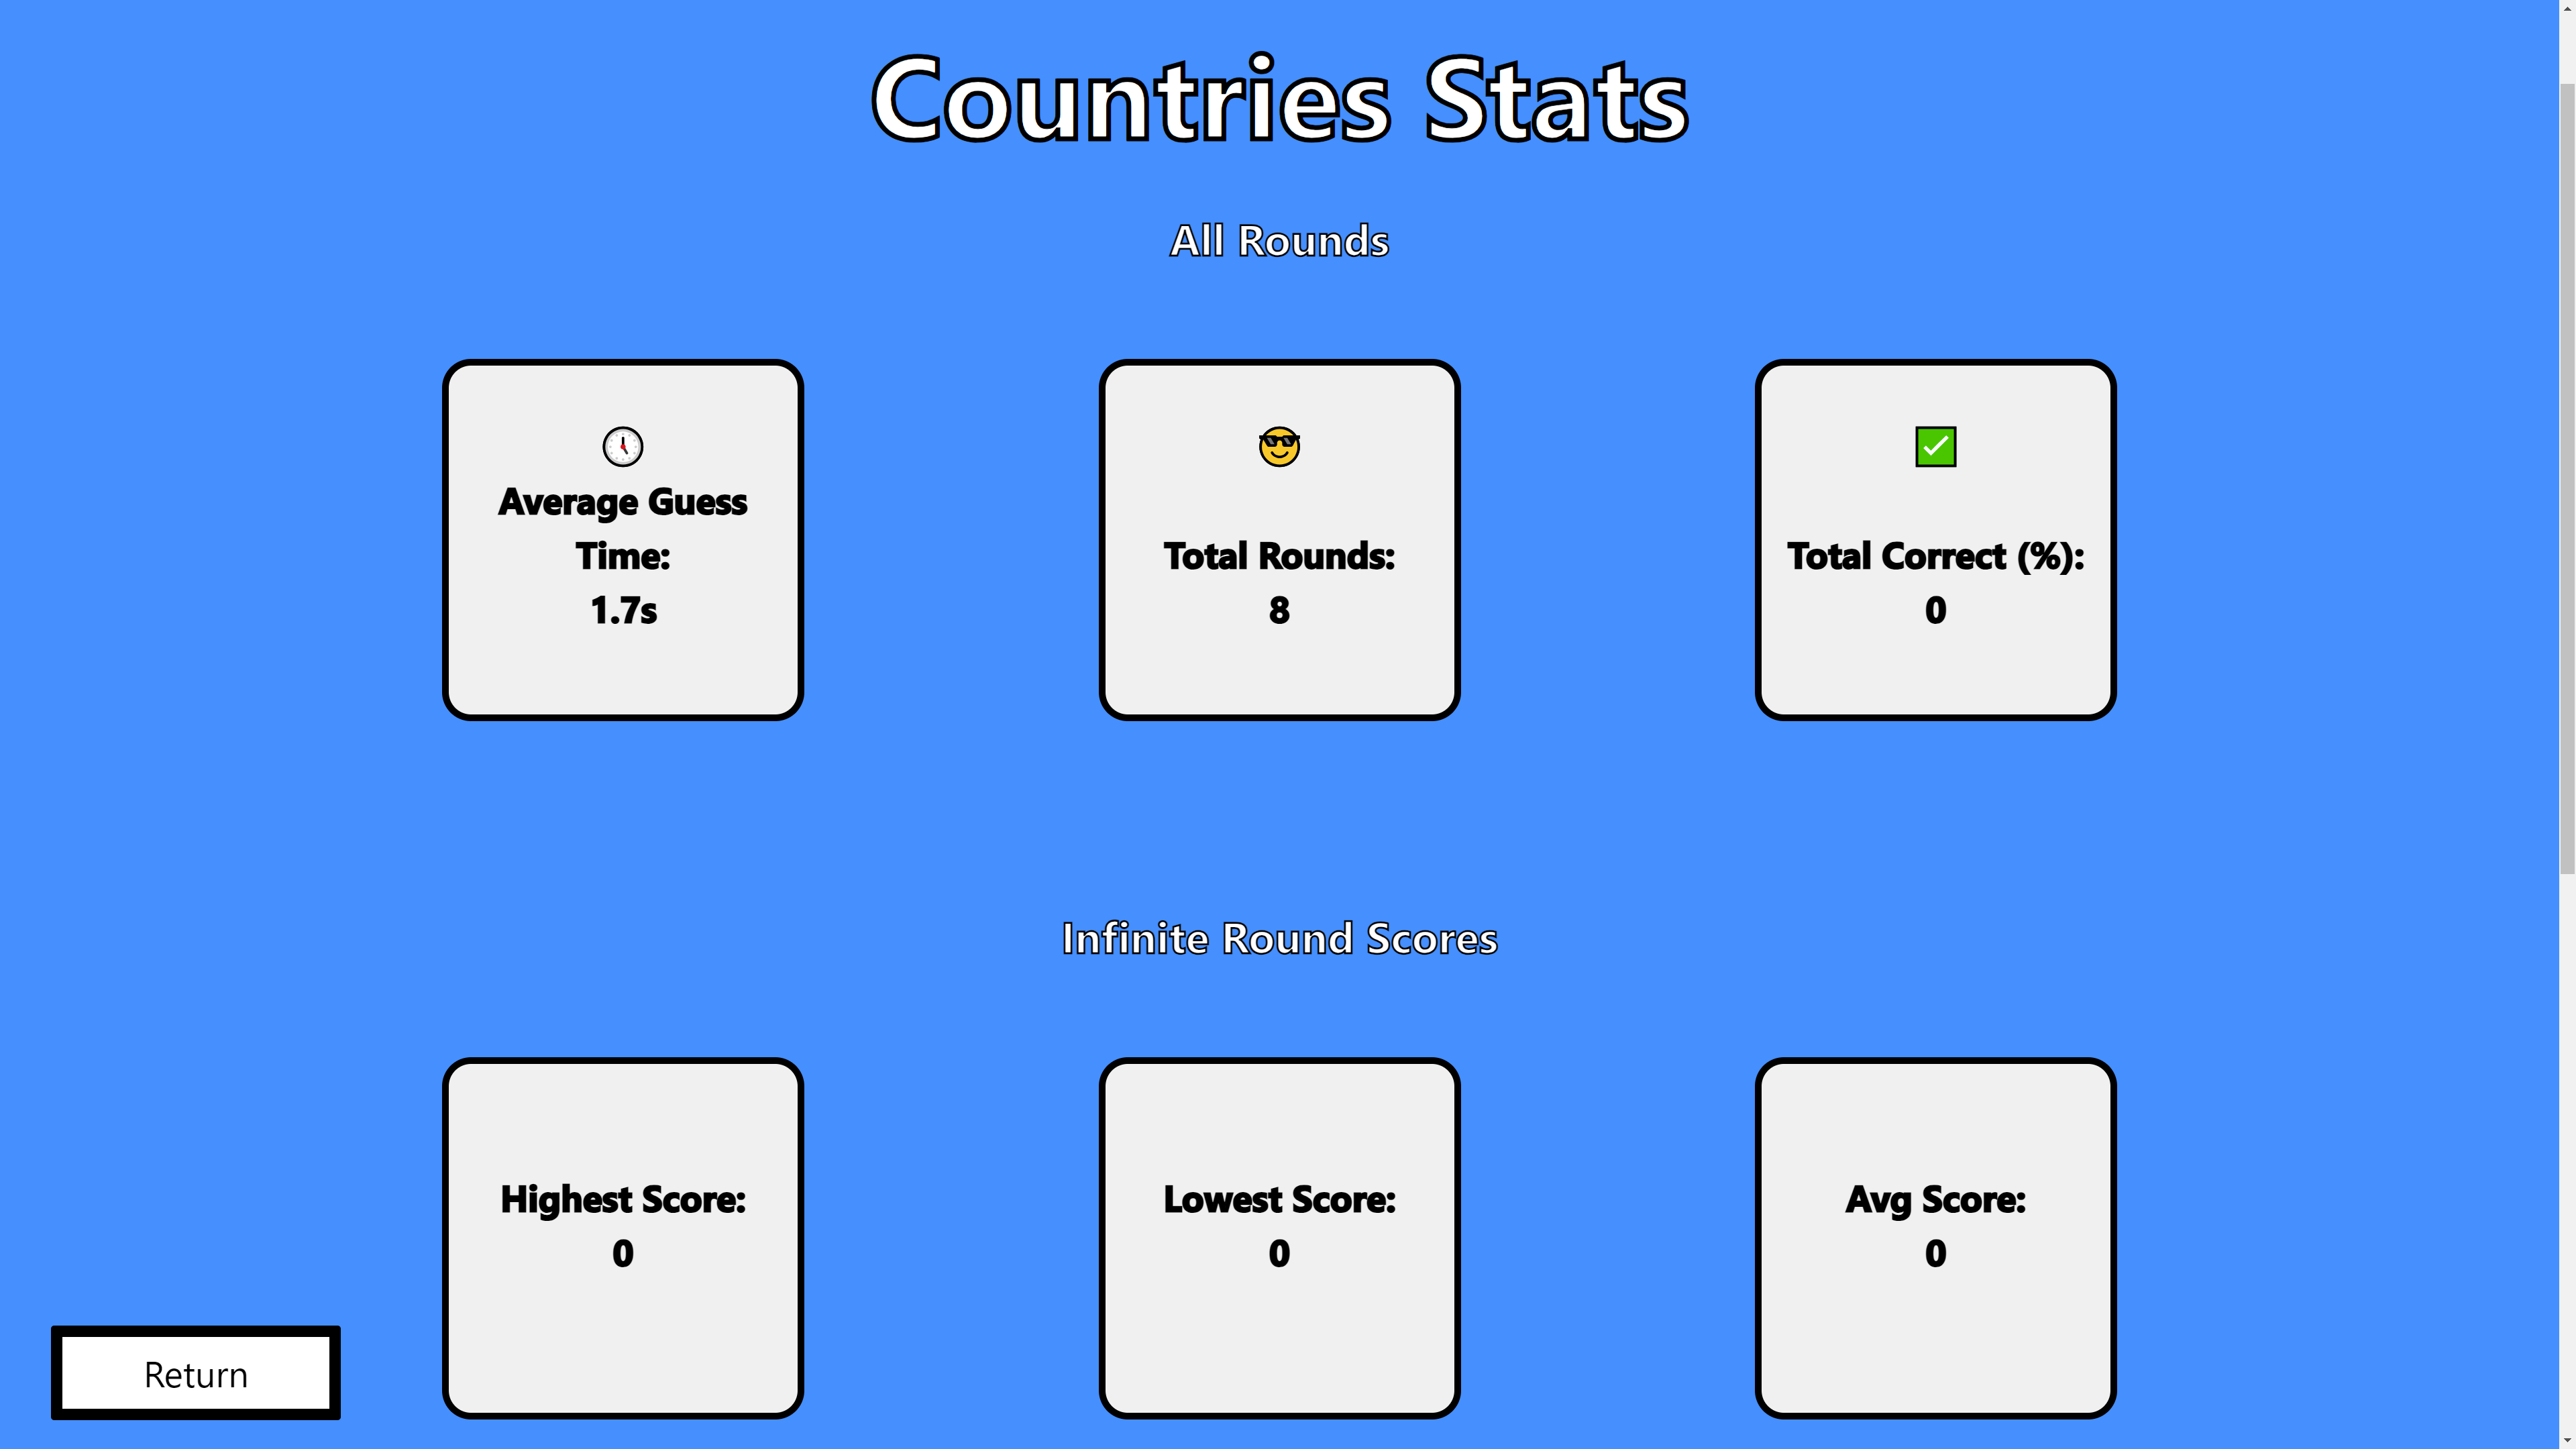 Countries Stats
All Rounds
Average Guess
Time:
1.7s
Total Rounds:
8
Total Correct (%):
0
Infinite Round Scores
Highest Score:
0
Lowest Score:
0
Avg Score:
0
Return